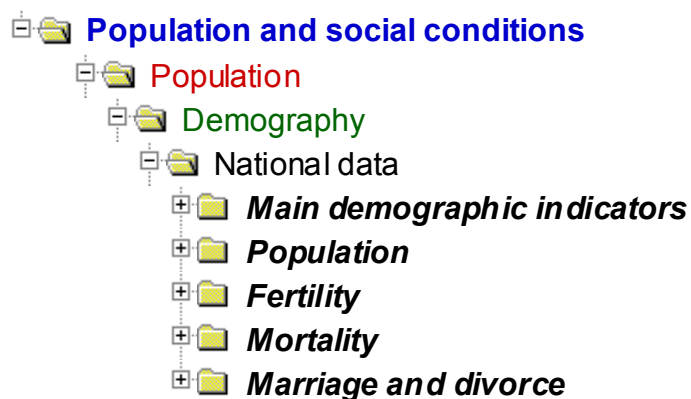 Population and social conditions
Population
Demography
National data
Main demographic indicators
Population
Fertility
Mortality
Marriage and divorce